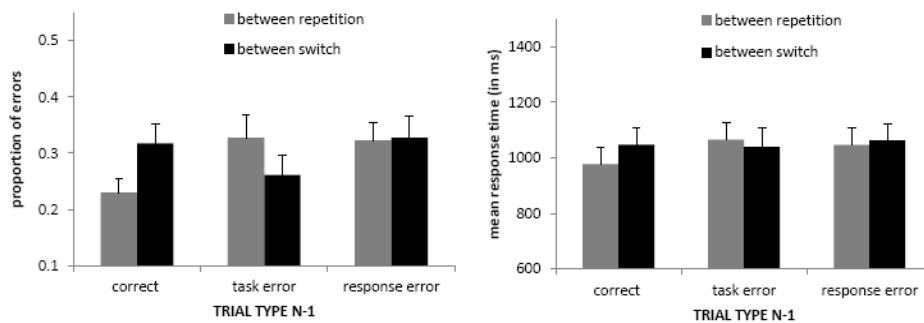 0.5
0.4
0.3
0.2
0.1
proportion of errors
between repetition
between switch
correct task error response error
TRIAL TYPE N-1
1400
1200
1000
800
600
mean response time (in ms)
between repetition
between switch
correct task error response error
TRIAL TYPE N-1